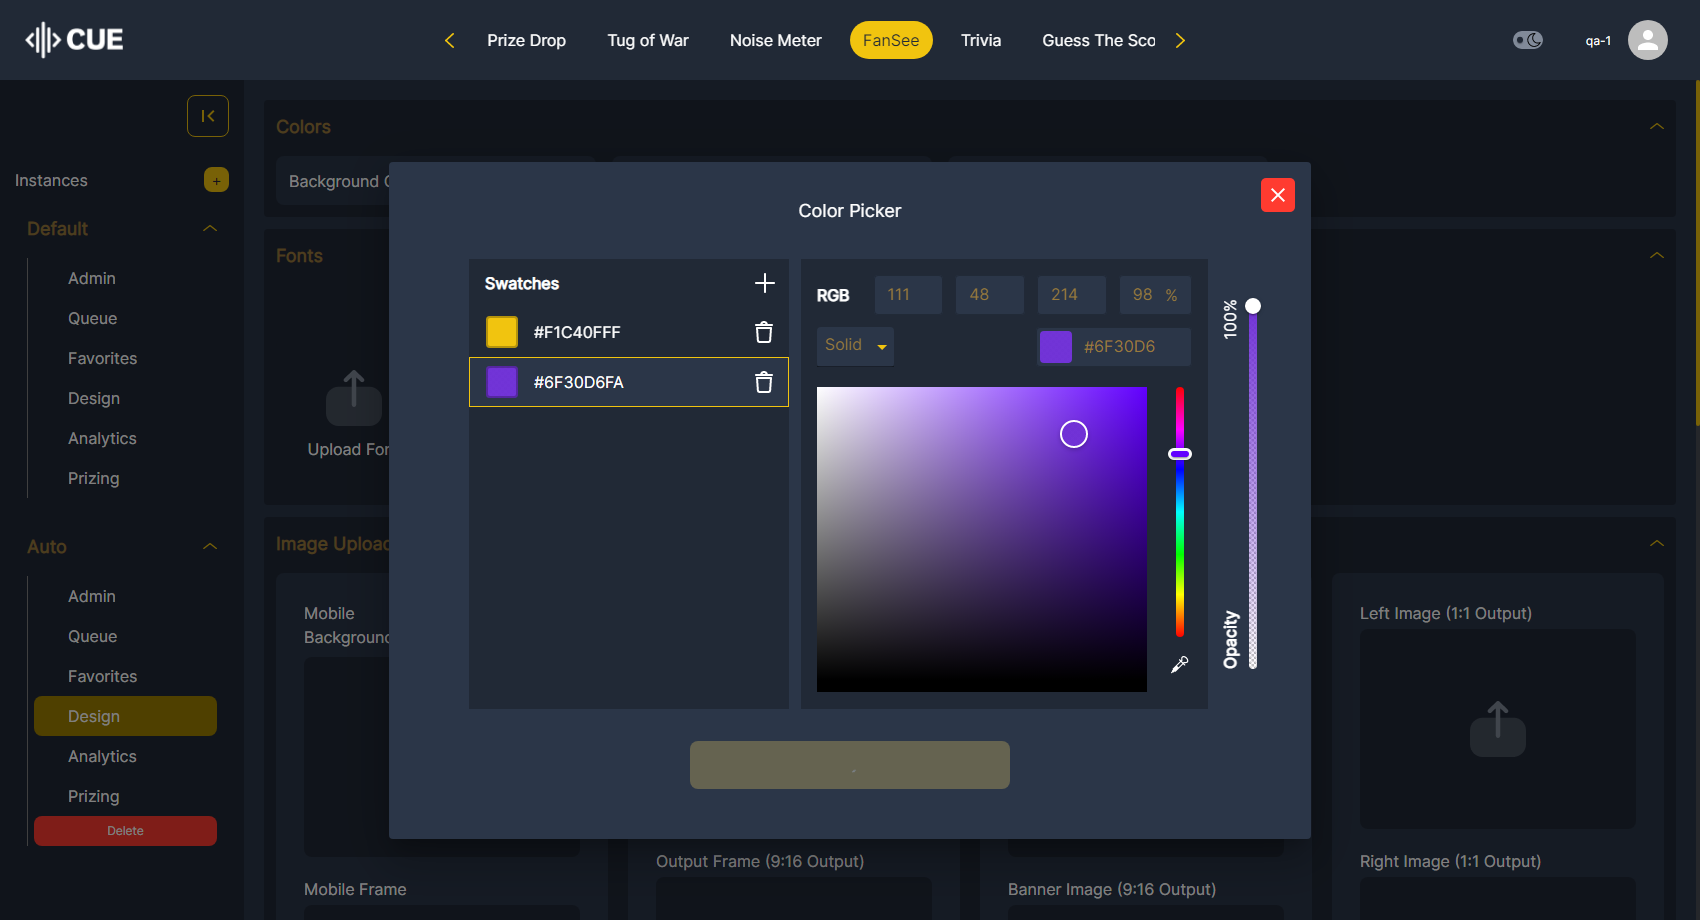 CUE
Prize Drop
Tug of War
Noise Meter
FanSee
Trivia
Guess The Sco
qa-1
Instances
+
Default
Admin
Queue
Favorites
Design
Analytics
Prizing
Auto
Admin
Queue
Favorites
Design
Analytics
Prizing
Delete
Colors
Background
Fonts
Upload For
Image Upload
Mobile
Background
Mobile Frame
Output Frame (9:16 Output)
Banner Image (9:16 Output)
Left Image (1:1 Output)
Right Image (1:1 Output)
Color Picker
Swatches
#F1C40FFF
#6F30D6FA
RGB
111
48
214
98 %
Solid
#6F30D6
100%
Opacity